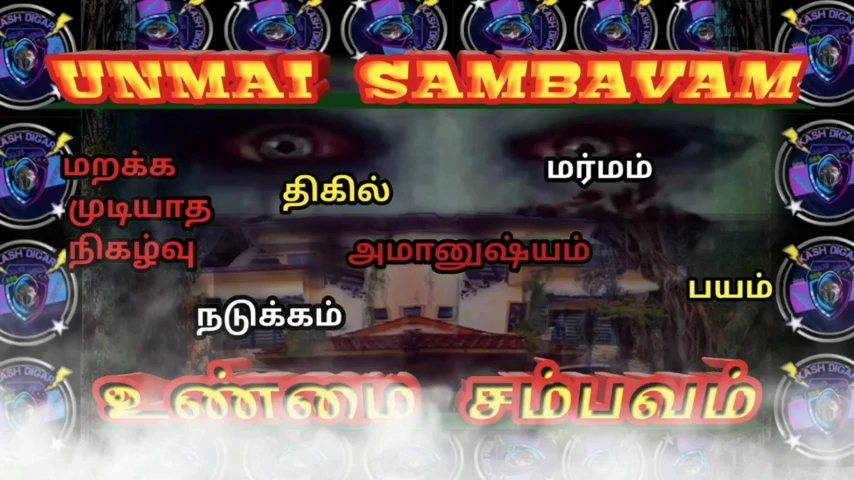 UNMAI SAMBAVAM
மறக்க
முடியாத
நிகழ்வு
திகில்
மர்மம்
அமானுஷ்யம்
பயம்
நடுக்கம்
உண்மை சம்பவம்